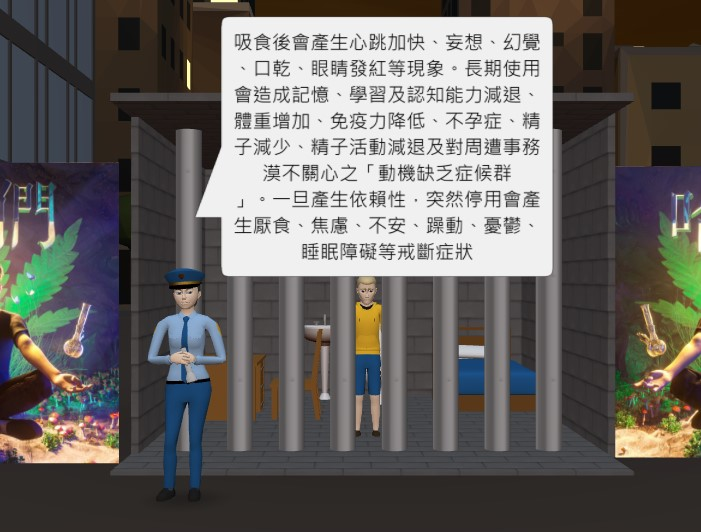 吸食後會產生心跳加快、妄想、幻覺
、口乾、眼睛發紅等現象。長期使用
會造成記憶、學習及認知能力減退、
體重增加、免疫力降低、不孕症、精
子減少、精子活動減退及對周遭事務
漠不關心之「動機缺乏症候群
」。一旦產生依賴性，突然停用會產
生厭食、焦慮、不安、躁動、憂鬱、
睡眠障礙等戒斷症狀
們